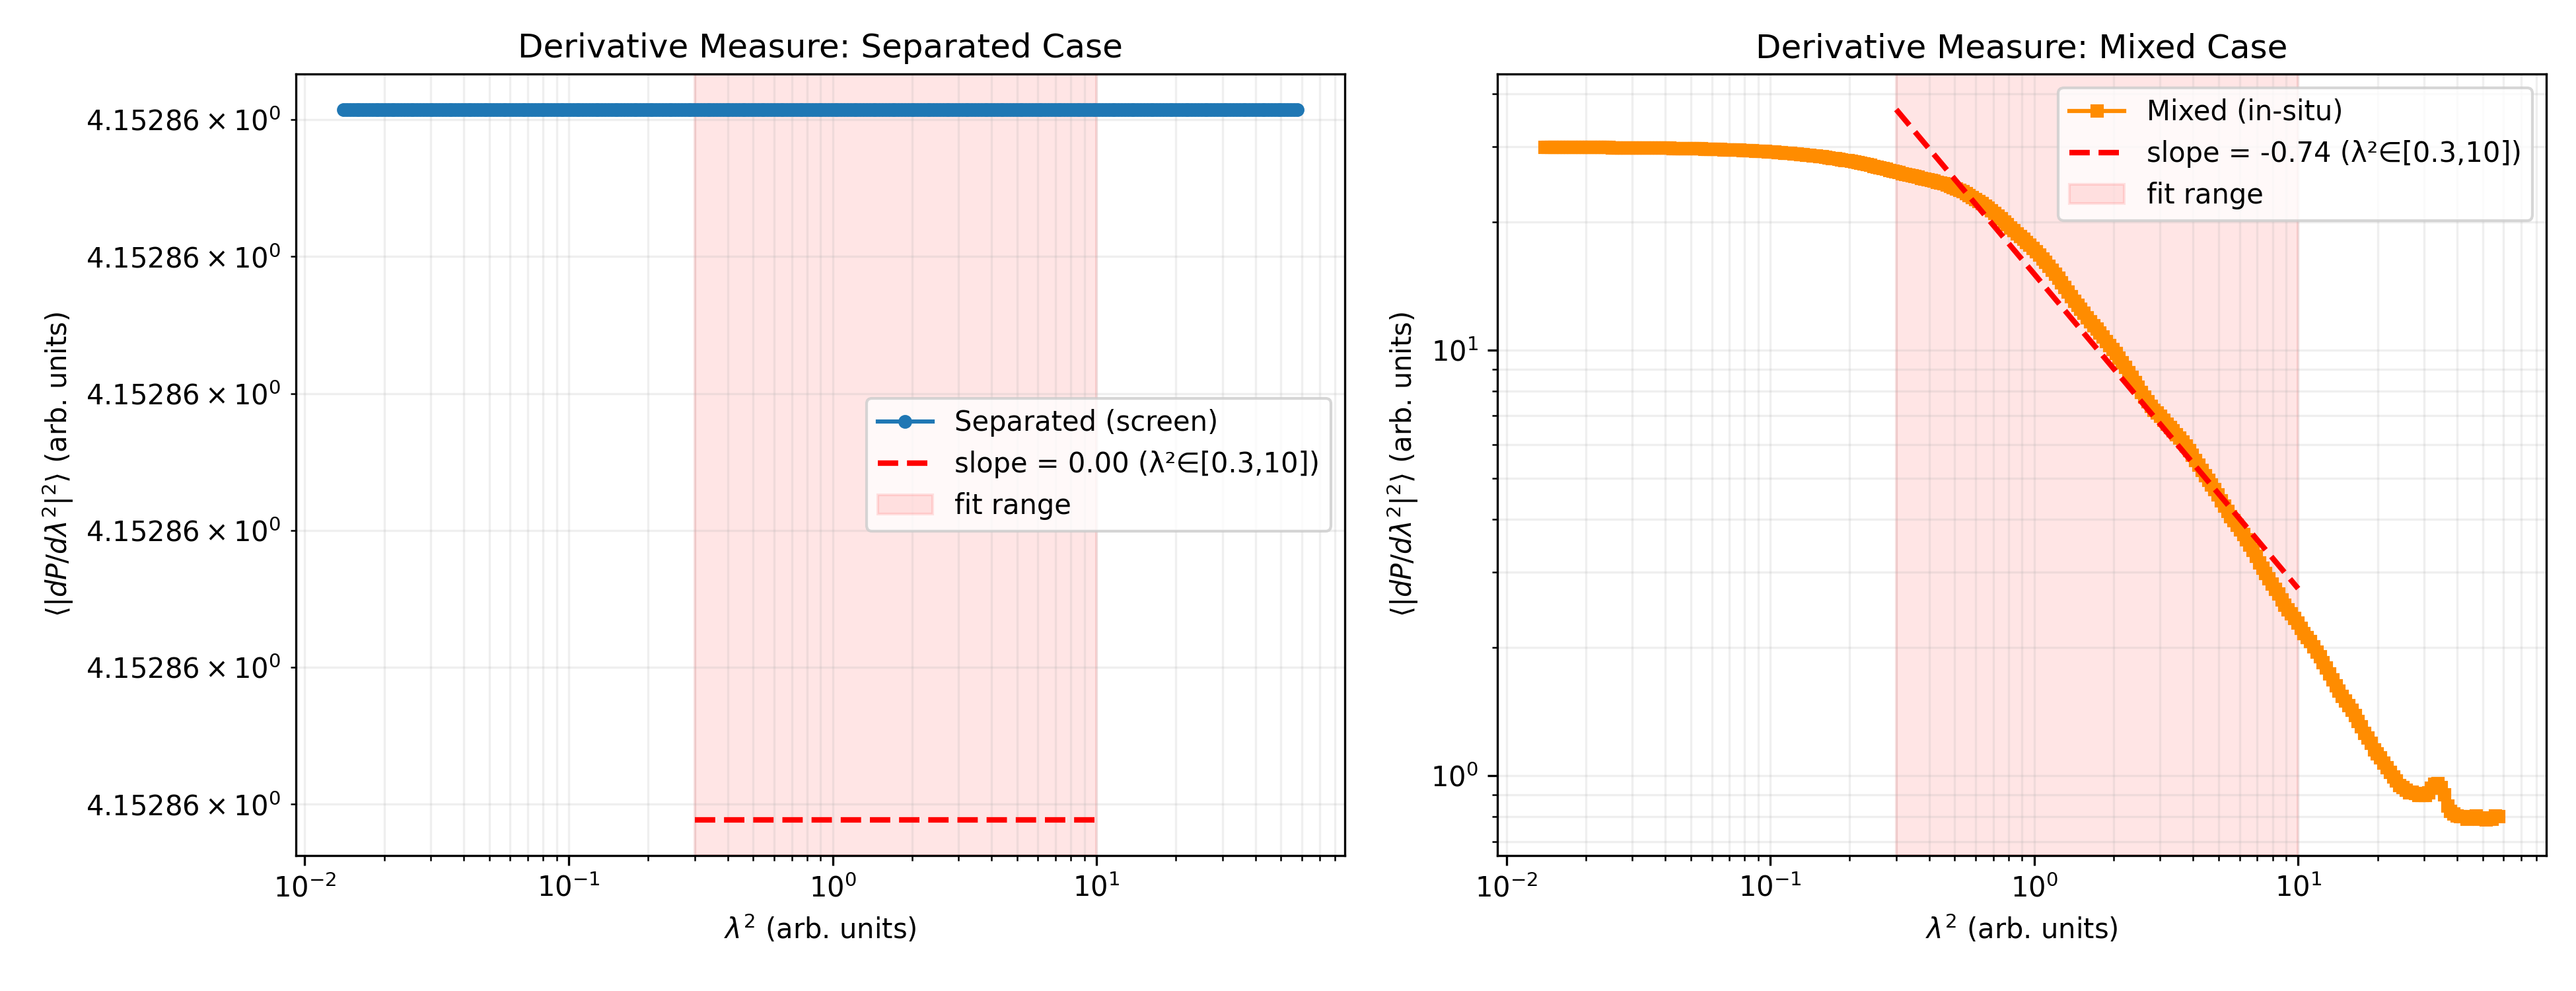 Derivative Measure: Separated Case
4.15286 × 10⁰
4.15286 × 10⁰
4.15286 × 10⁰
4.15286 × 10⁰
4.15286 × 10⁰
4.15286 × 10⁰
⟨|dP/dλ²|²⟩ (arb. units)
Separated (screen)
slope = 0.00 (λ²∈[0.3,10])
fit range
10⁻² 10⁻¹ 10⁰ 10¹
λ² (arb. units)
Derivative Measure: Mixed Case
10¹
10⁰
⟨|dP/dλ²|²⟩ (arb. units)
Mixed (in-situ)
slope = -0.74 (λ²∈[0.3,10])
fit range
10⁻² 10⁻¹ 10⁰ 10¹
λ² (arb. units)